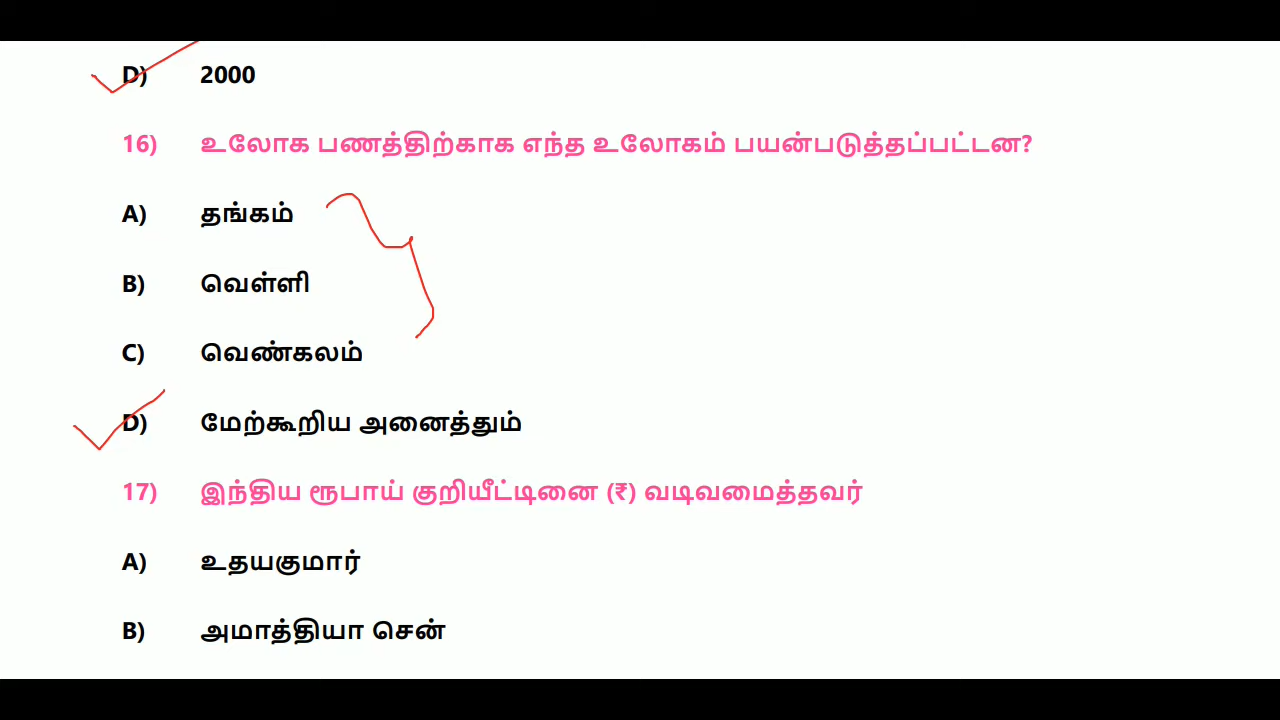 D) 2000
16) உலோக பணத்திற்காக எந்த உலோகம் பயன்படுத்தப்பட்டன?
A) தங்கம்
B) வெள்ளி
C) வெண்கலம்
D) மேற்கூறிய அனைத்தும்
17) இந்திய ரூபாய் குறியீட்டினை (₹) வடிவமைத்தவர்
A) உதயகுமார்
B) அமாத்தியா சென்